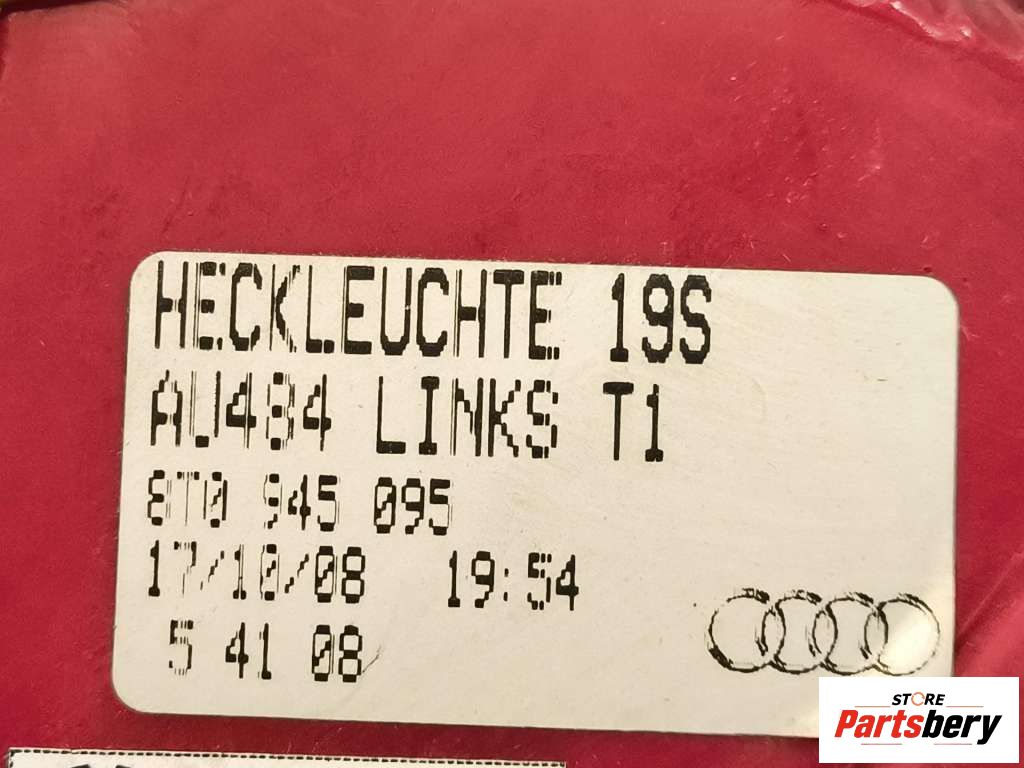 HECKLEUCHTE 19S
AU484 LINKS T1
8T0 945 095
17/10/08 19:54
5 41 08
STORE
Partsbery